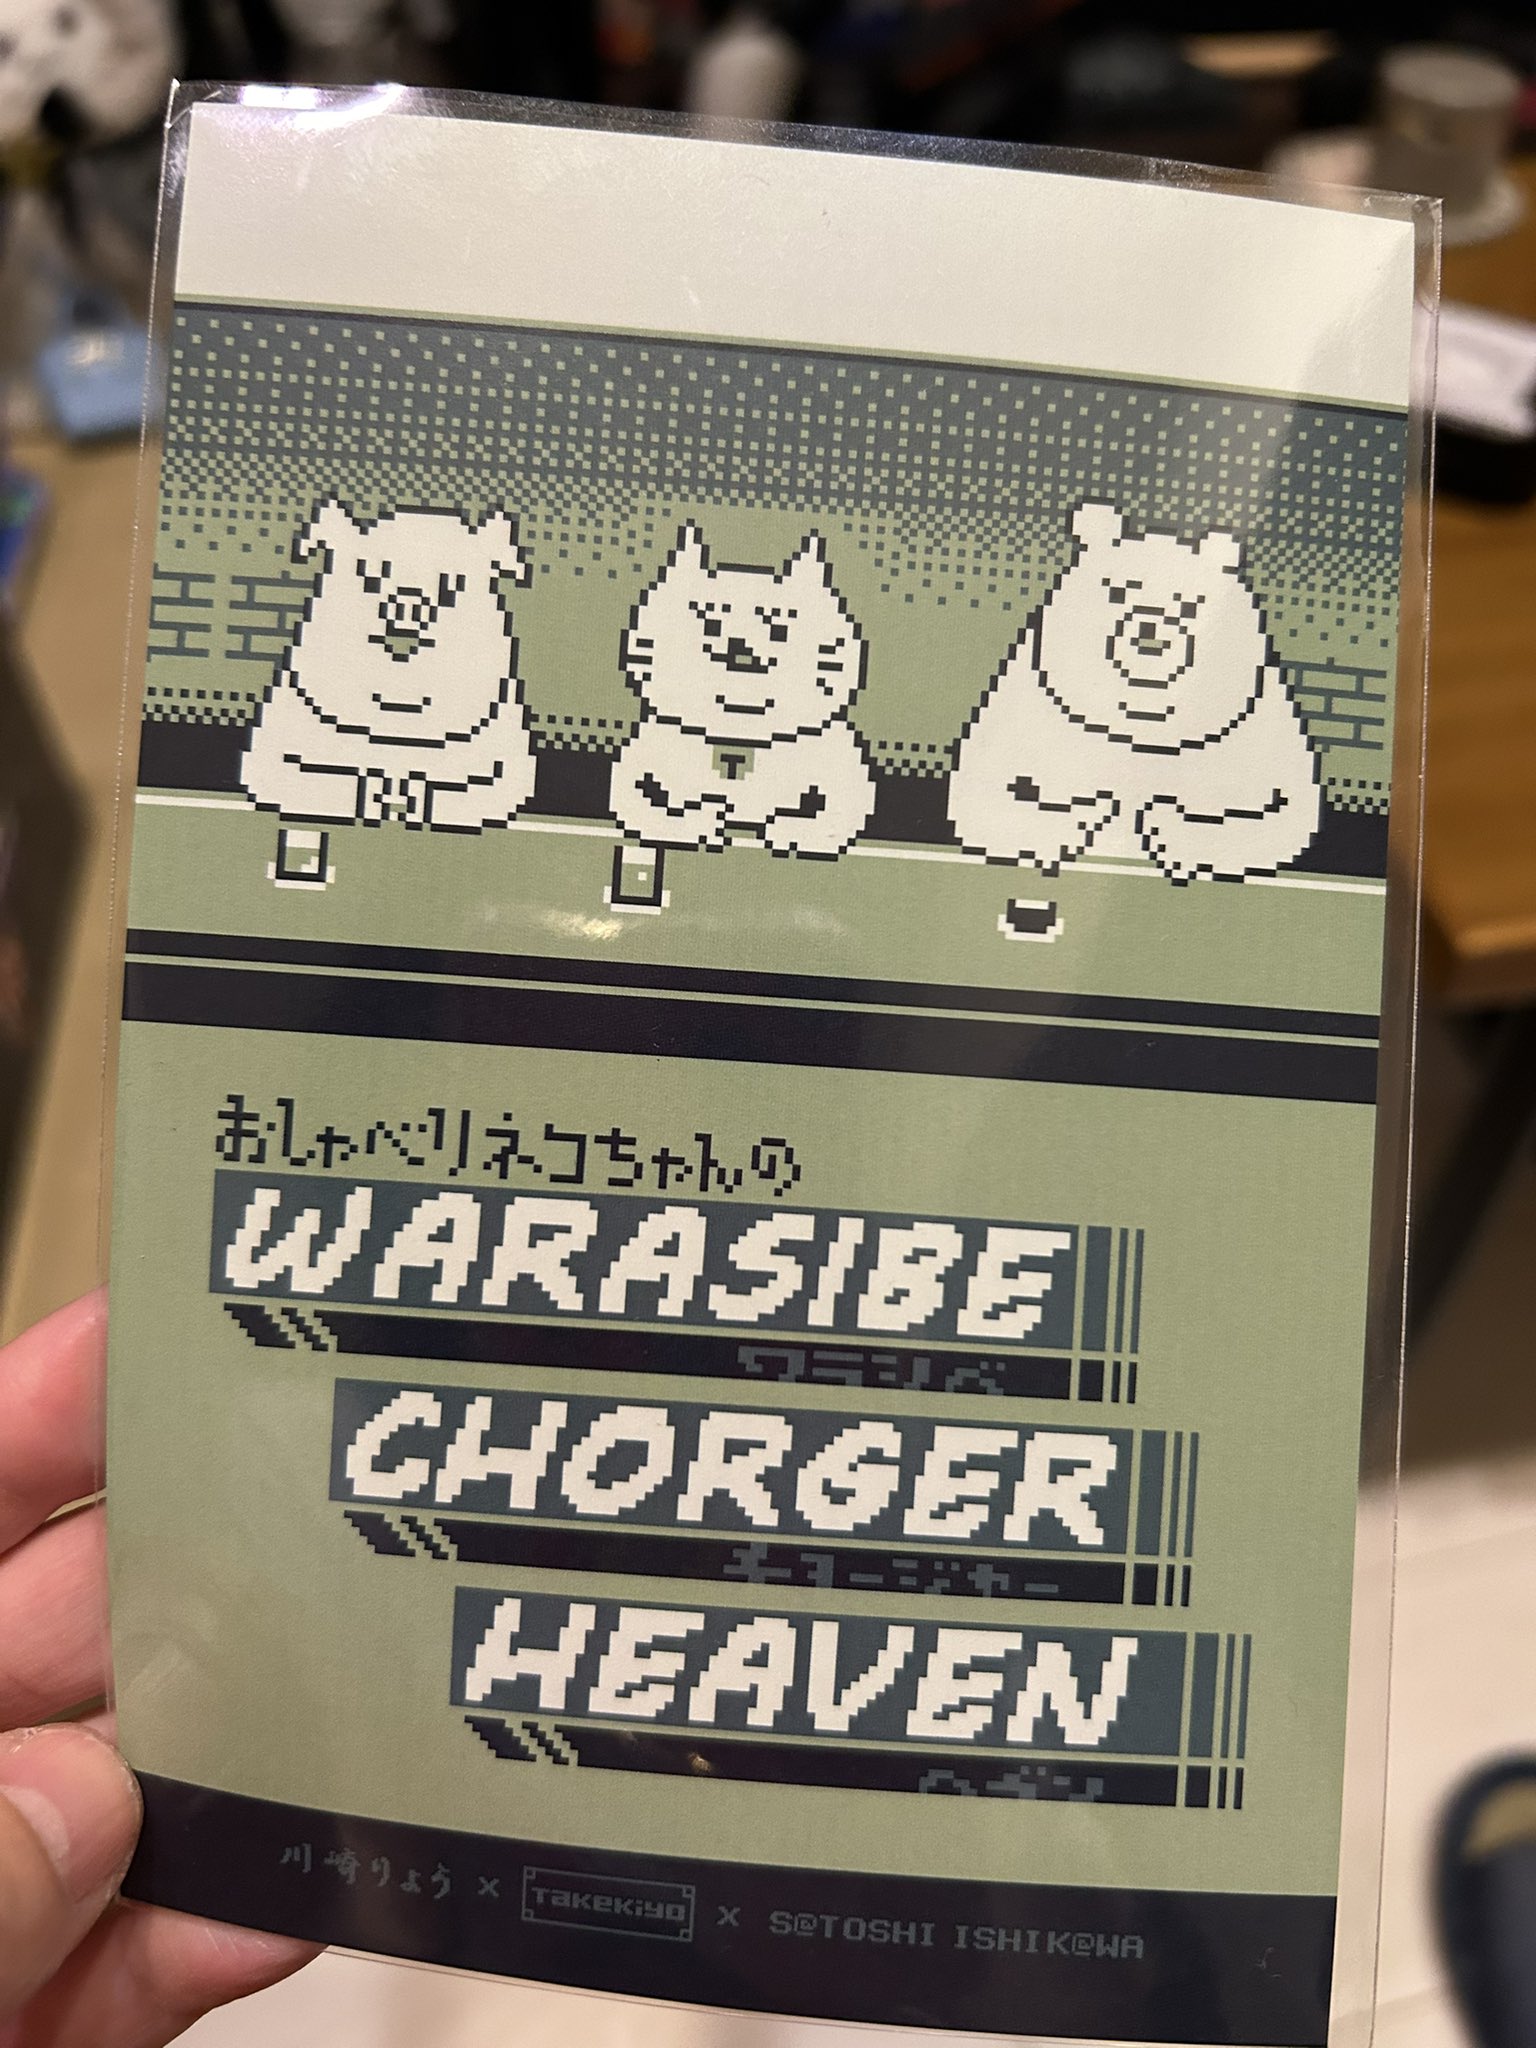 おしゃべりネコちゃんの
WARASIBE
ワラシベ
CHORGER
チョージャー
HEAVEN
ヘブン
川崎りょう x TAKEKiyo x S@TOSHI ISHIK@WA